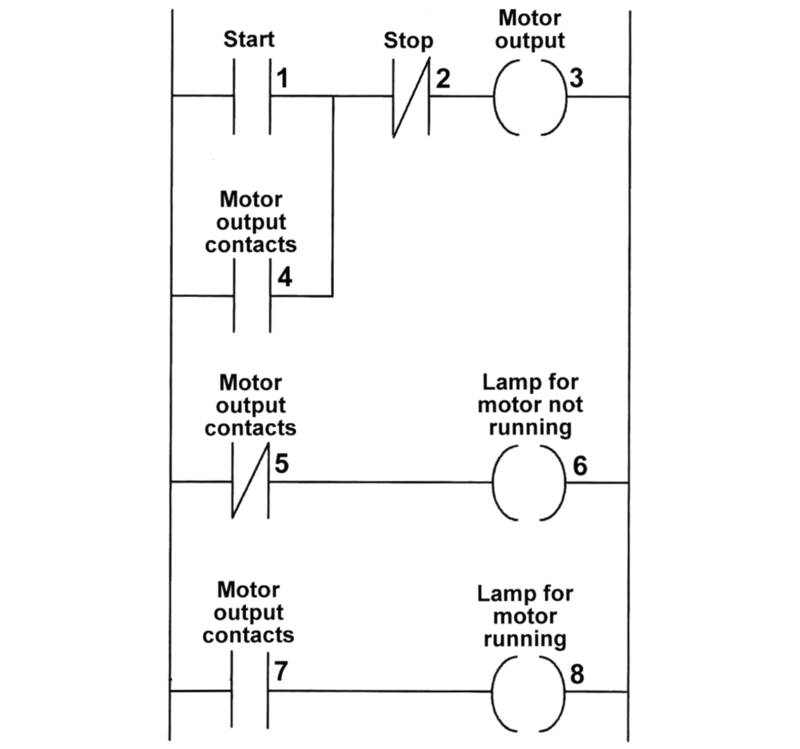 Start
1
Stop
2
Motor
output
3
Motor
output
contacts
4
Motor
output
contacts
5
Lamp for
motor not
running
6
Motor
output
contacts
7
Lamp for
motor
running
8